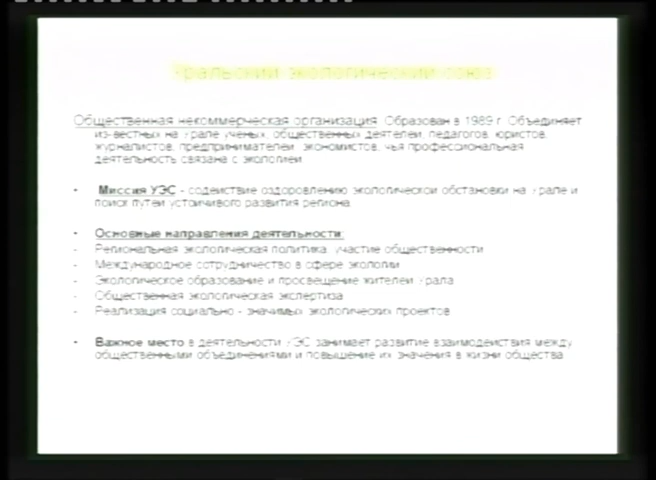 Уральский экологический союз
Общественная некоммерческая организация. Образован в 1989 г. Объединяет
известных на Урале ученых, общественных деятелей, педагогов, юристов,
журналистов, предпринимателей, экономистов, чья профессиональная
деятельность связана с экологией.
• Миссия УЭС - содействие оздоровлению экологической обстановки на Урале и
поиск путей устойчивого развития региона.
• Основные направления деятельности:
- Региональная экологическая политика, участие общественности
- Международное сотрудничество в сфере экологии
- Экологическое образование и просвещение жителей Урала
- Общественная экологическая экспертиза
- Реализация социально - значимых экологических проектов
• Важное место в деятельности УЭС занимает развитие взаимодействия между
общественными объединениями и повышение их значения в жизни общества.